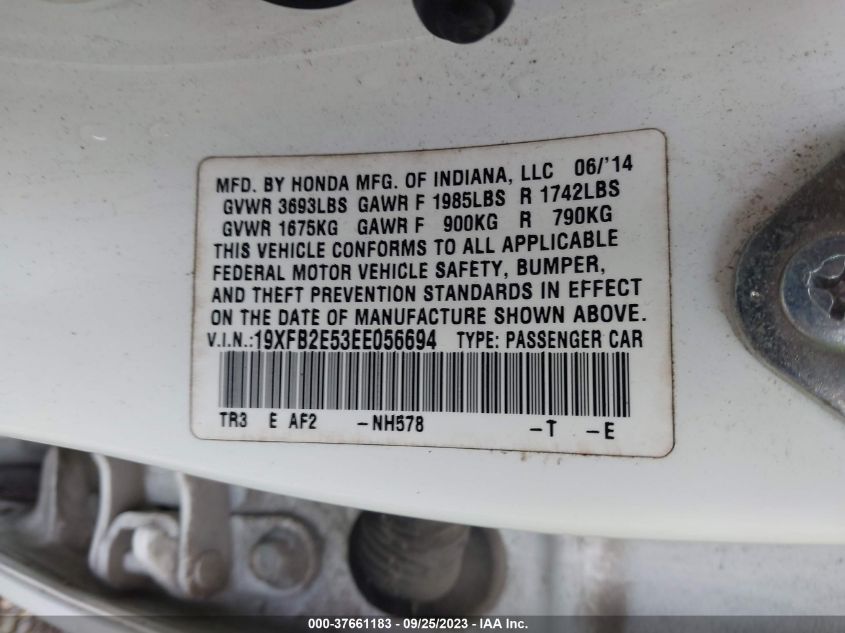 MFD. BY HONDA MFG. OF INDIANA, LLC 06/'14
GVWR 3693LBS GAWR F 1985LBS R 1742LBS
GVWR 1675KG GAWR F 900KG R 790KG
THIS VEHICLE CONFORMS TO ALL APPLICABLE
FEDERAL MOTOR VEHICLE SAFETY, BUMPER,
AND THEFT PREVENTION STANDARDS IN EFFECT
ON THE DATE OF MANUFACTURE SHOWN ABOVE.
V.I.N.:19XFB2E53EE056694 TYPE: PASSENGER CAR
TR3 E AF2 -NH578 -T -E
000-37661183 - 09/25/2023 - IAA Inc.